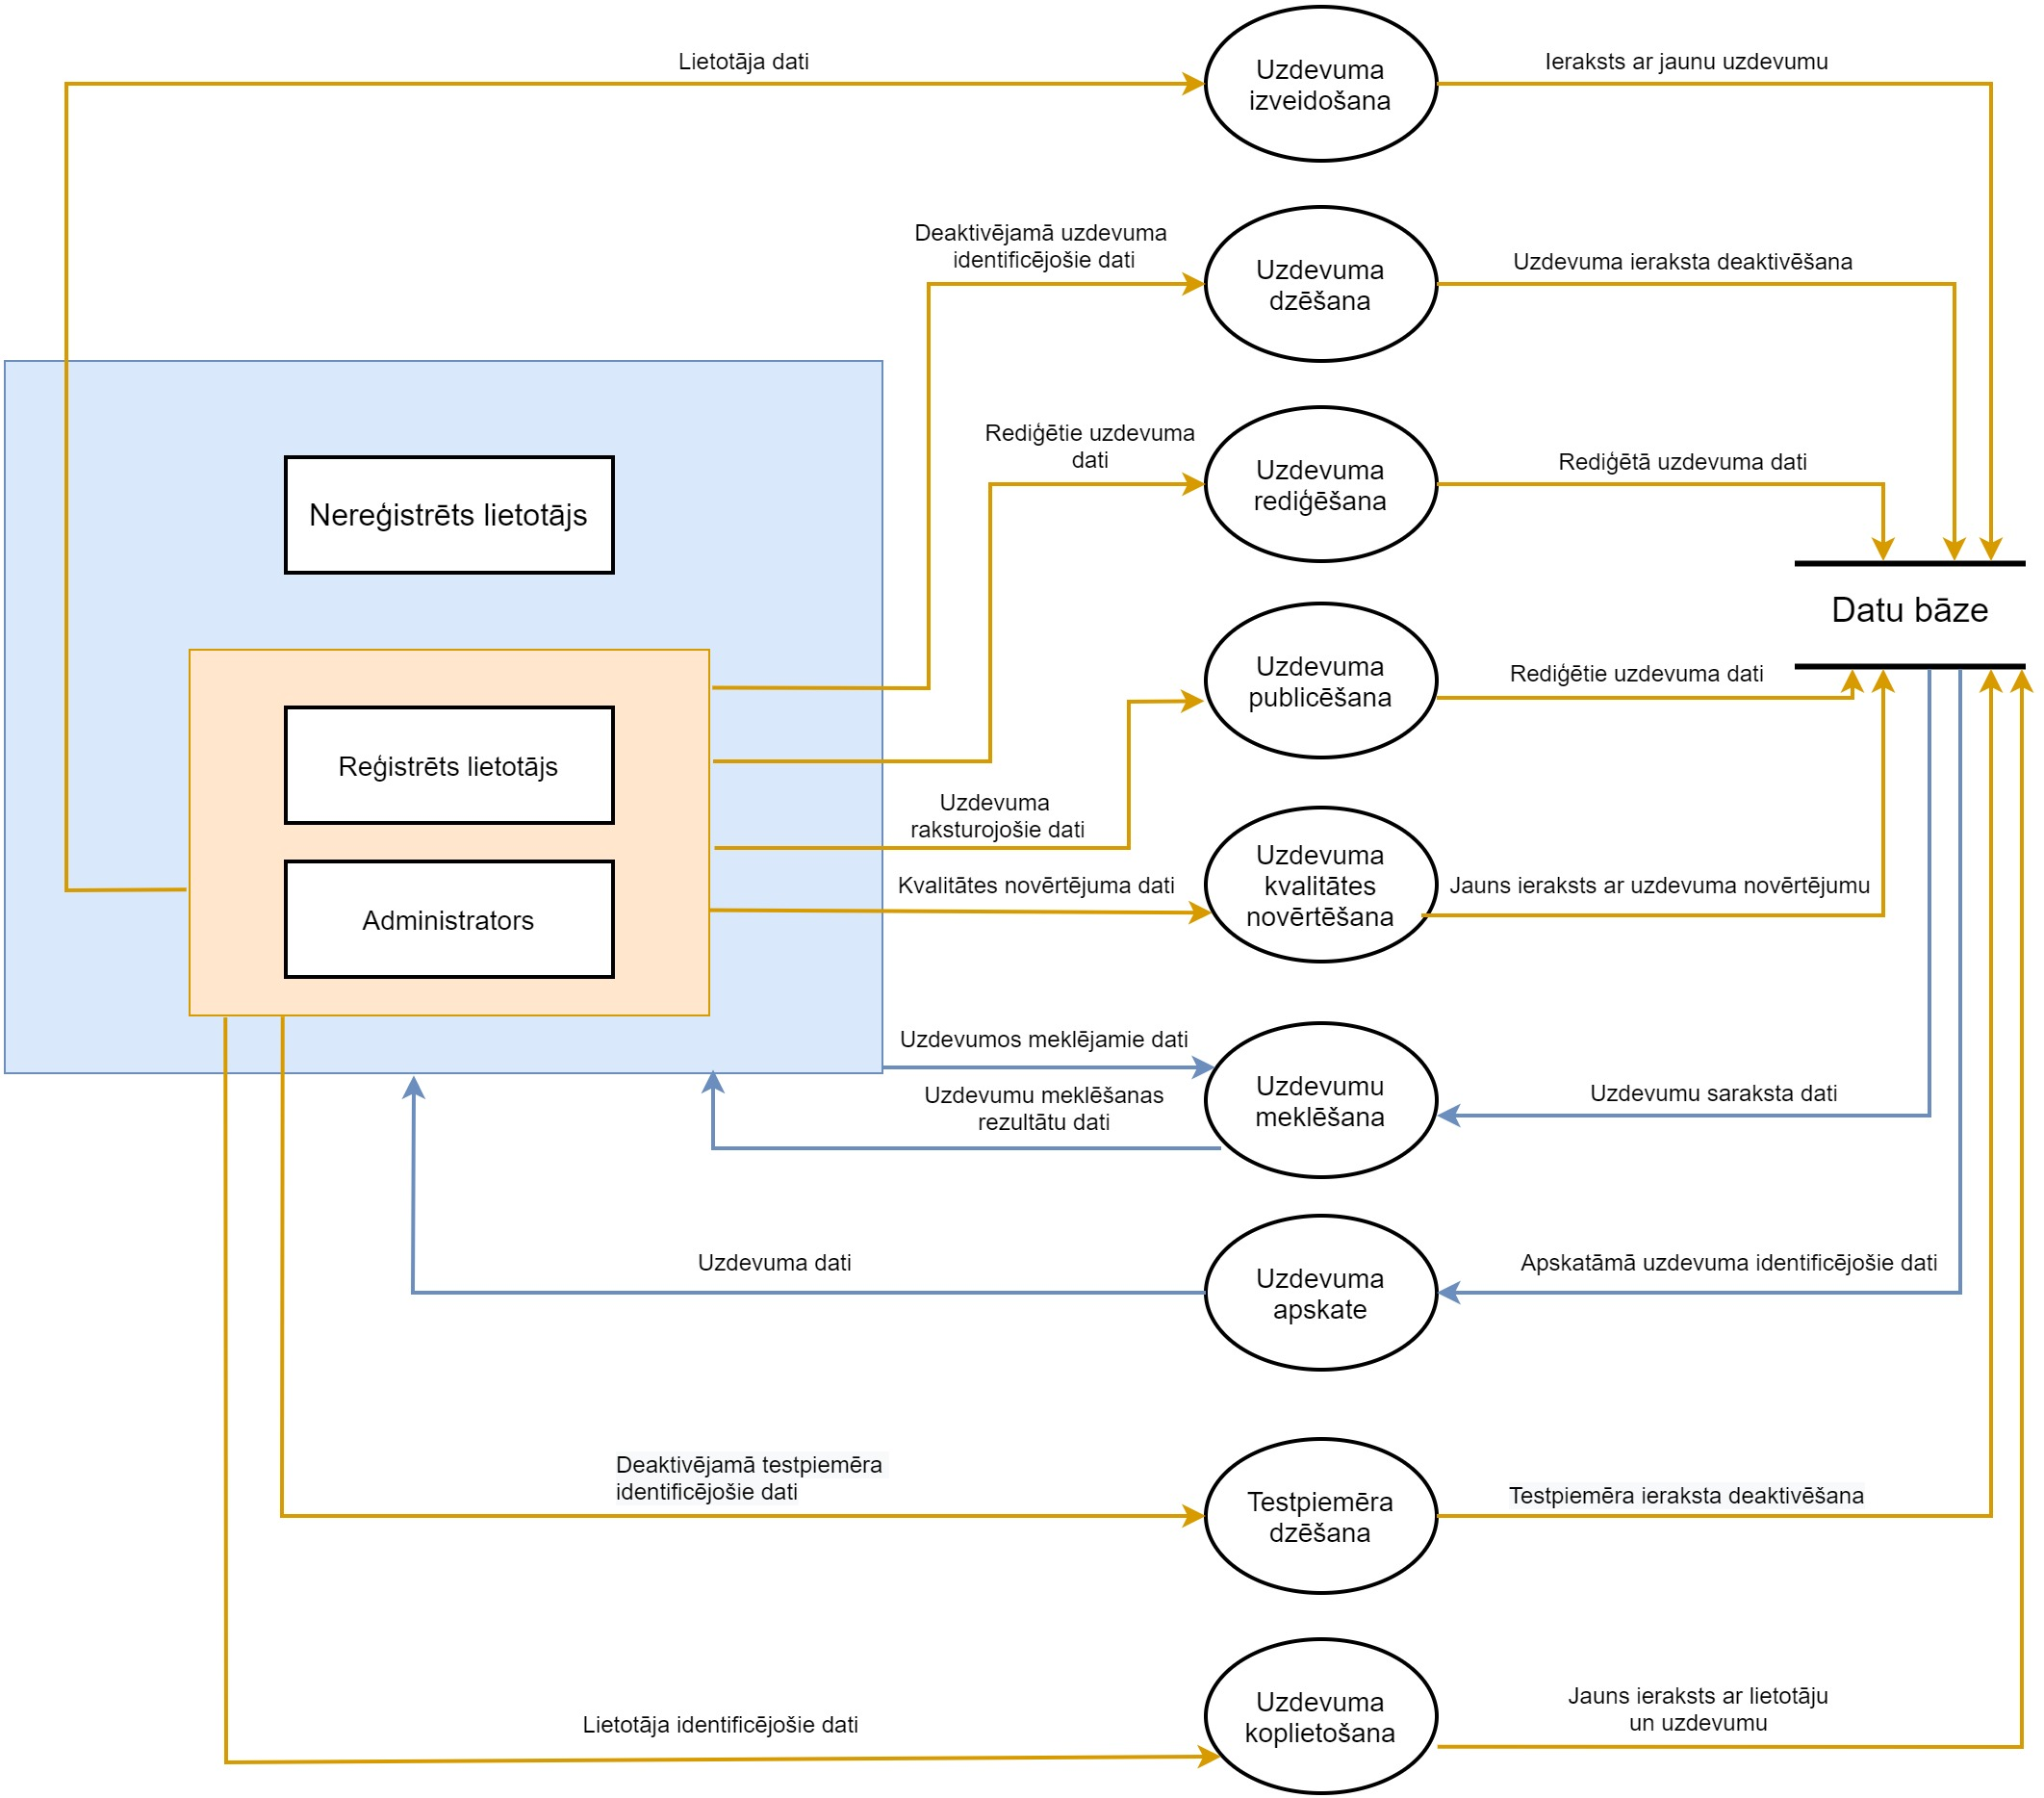 Lietotāja dati
Uzdevuma
izveidošana
Ieraksts ar jaunu uzdevumu
Deaktivējamā uzdevuma
identificējošie dati
Uzdevuma
dzēšana
Uzdevuma ieraksta deaktivēšana
Rediģētie uzdevuma
dati
Uzdevuma
rediģēšana
Rediģētā uzdevuma dati
Nereģistrēts lietotājs
Datu bāze
Uzdevuma
publicēšana
Rediģētie uzdevuma dati
Reģistrēts lietotājs
Uzdevuma
raksturojošie dati
Administrators
Kvalitātes novērtējuma dati
Uzdevuma
kvalitātes
novērtēšana
Jauns ieraksts ar uzdevuma novērtējumu
Uzdevumos meklējamie dati
Uzdevumu meklēšanas
rezultātu dati
Uzdevumu
meklēšana
Uzdevumu saraksta dati
Uzdevuma dati
Uzdevuma
apskate
Apskatāmā uzdevuma identificējošie dati
Deaktivējamā testpiemēra
identificējošie dati
Testpiemēra
dzēšana
Testpiemēra ieraksta deaktivēšana
Lietotāja identificējošie dati
Uzdevuma
koplietošana
Jauns ieraksts ar lietotāju
un uzdevumu